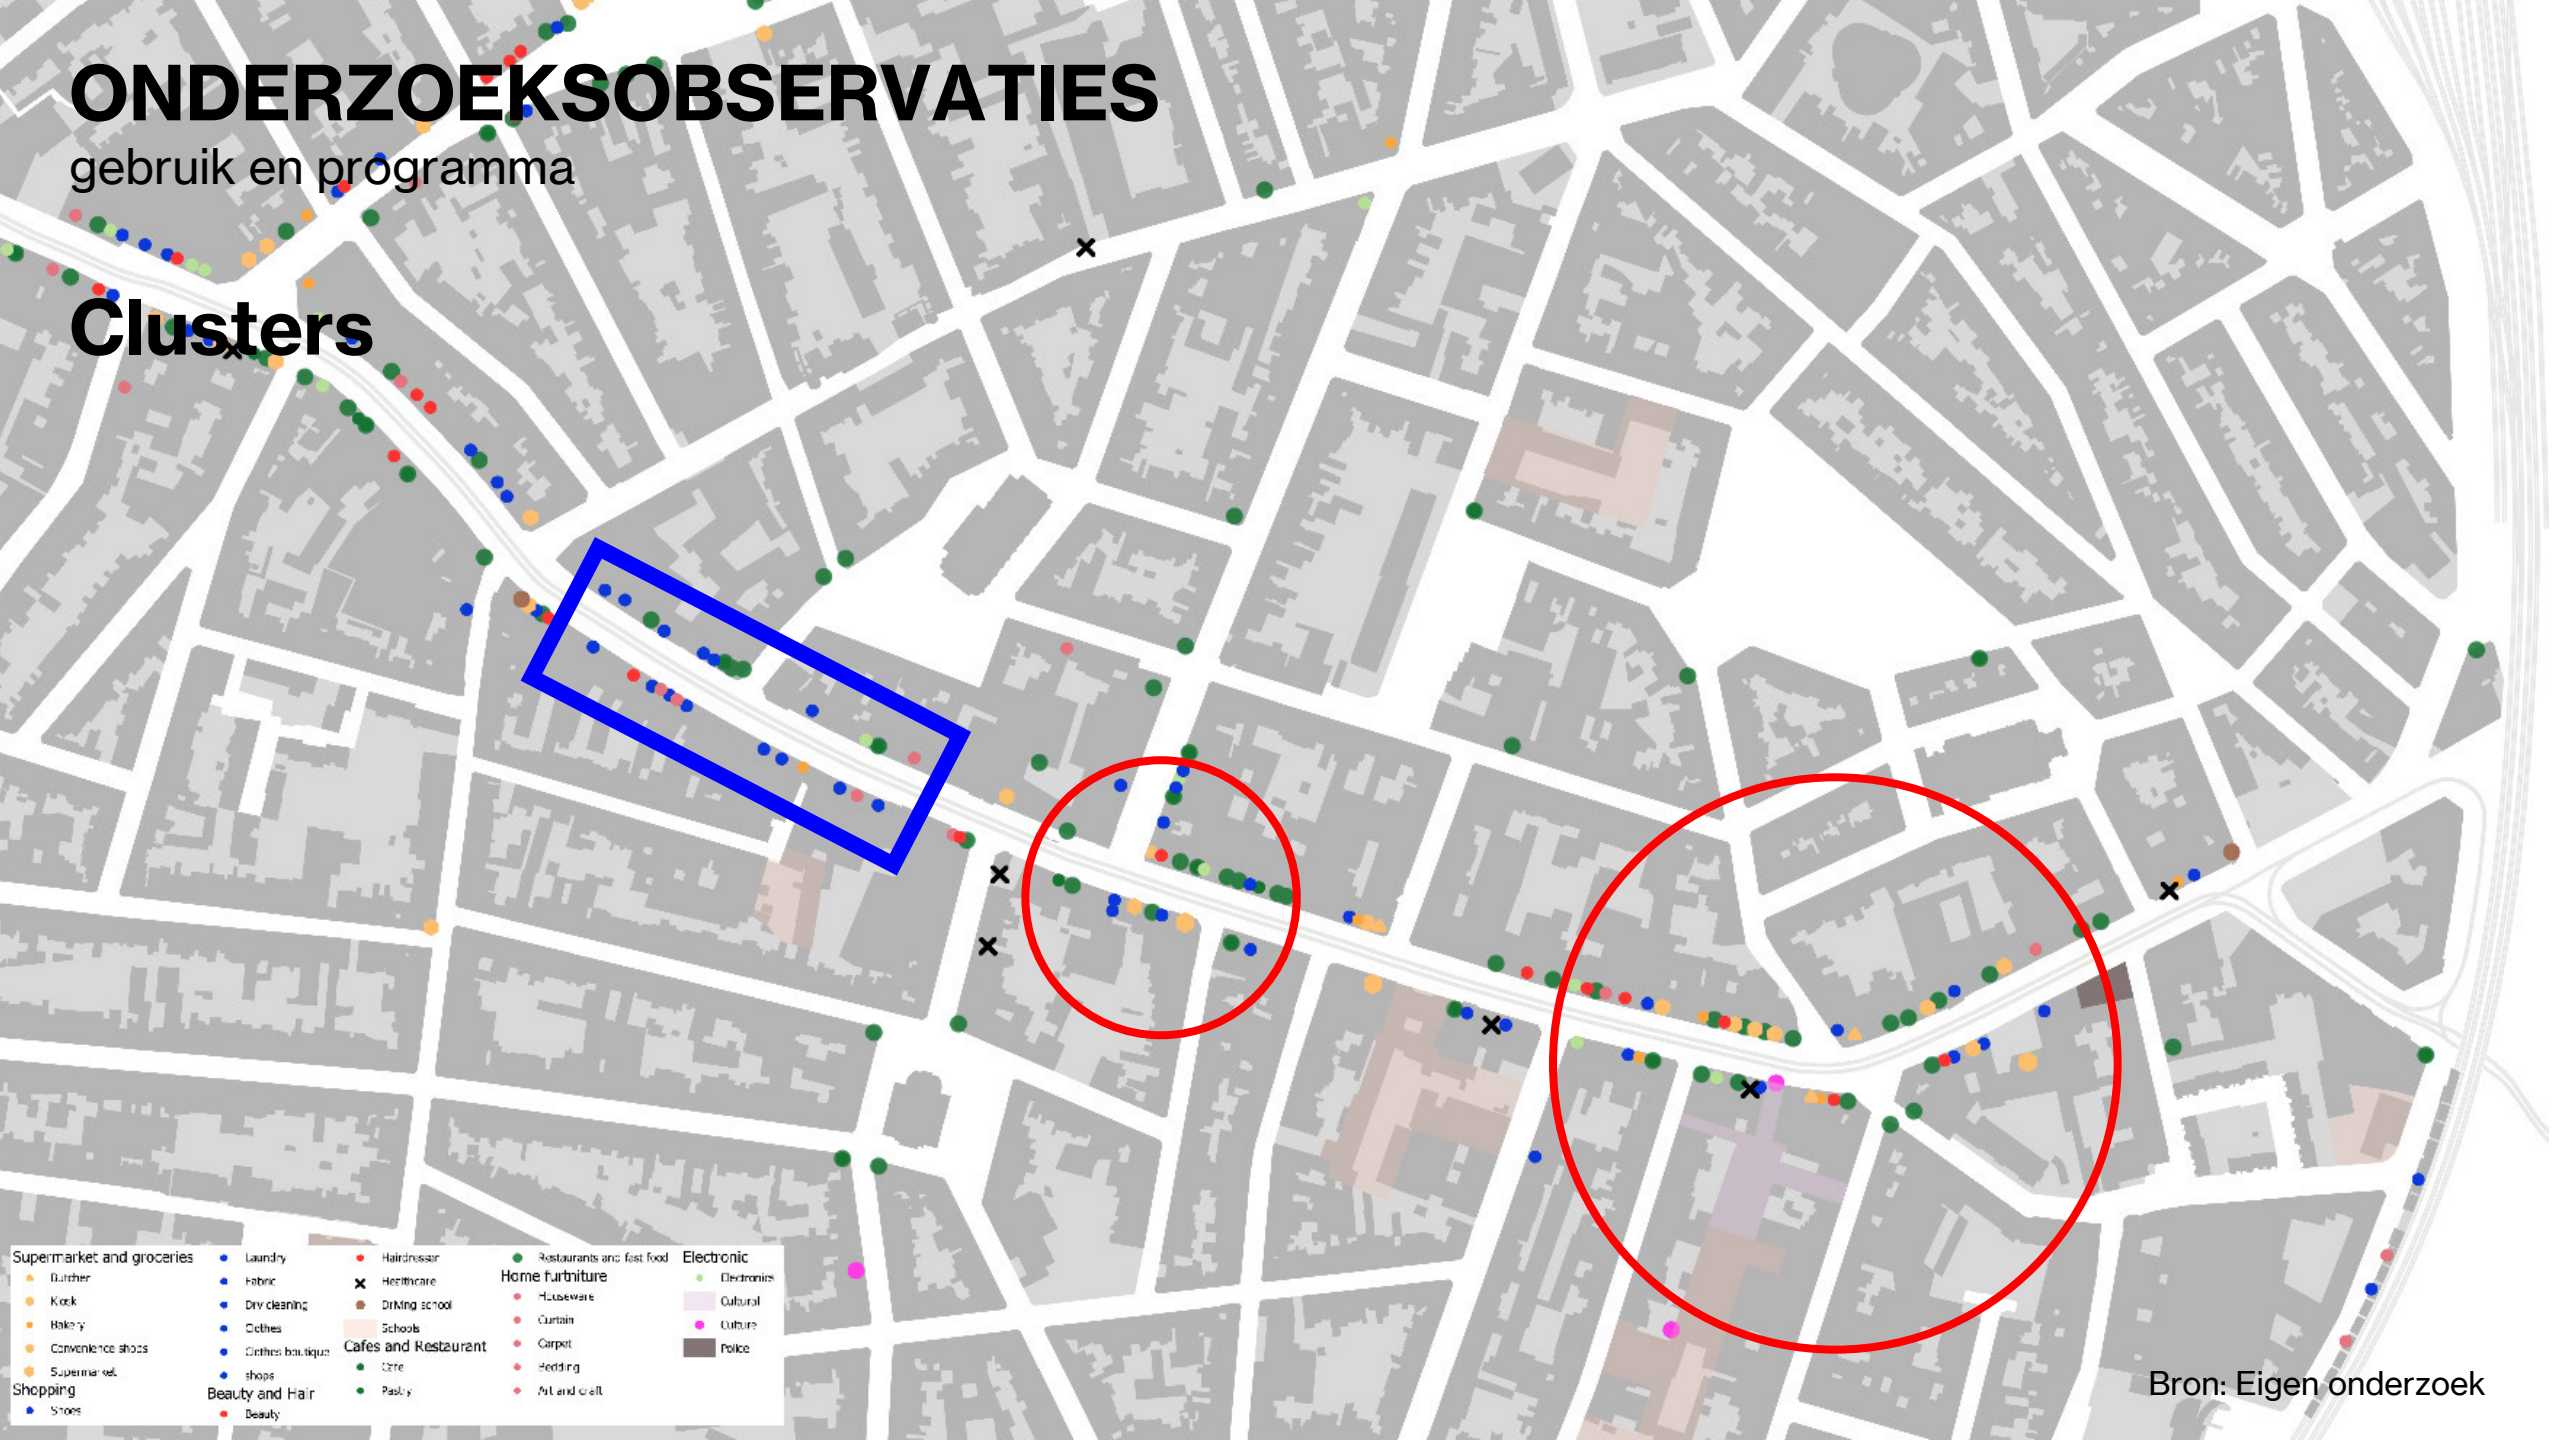 ONDERZOEKSOBSERVATIES
gebruik en programma
Clusters
Supermarket and groceries
Butcher
Kiosk
Bakery
Convenience shops
Supermarket
Shopping
Shoes
Laundry
Fabric
Dry cleaning
Clothes
Clothes boutique
shops
Beauty and Hair
Beauty
Hairdresser
Healthcare
Driving school
Schools
Cafes and Restaurant
Cafe
Pastry
Restaurants and fast food
Home furtniture
Houseware
Curtain
Carpet
Bedding
Art and craft
Electronic
Electronics
Cultural
Culture
Police
Bron: Eigen onderzoek